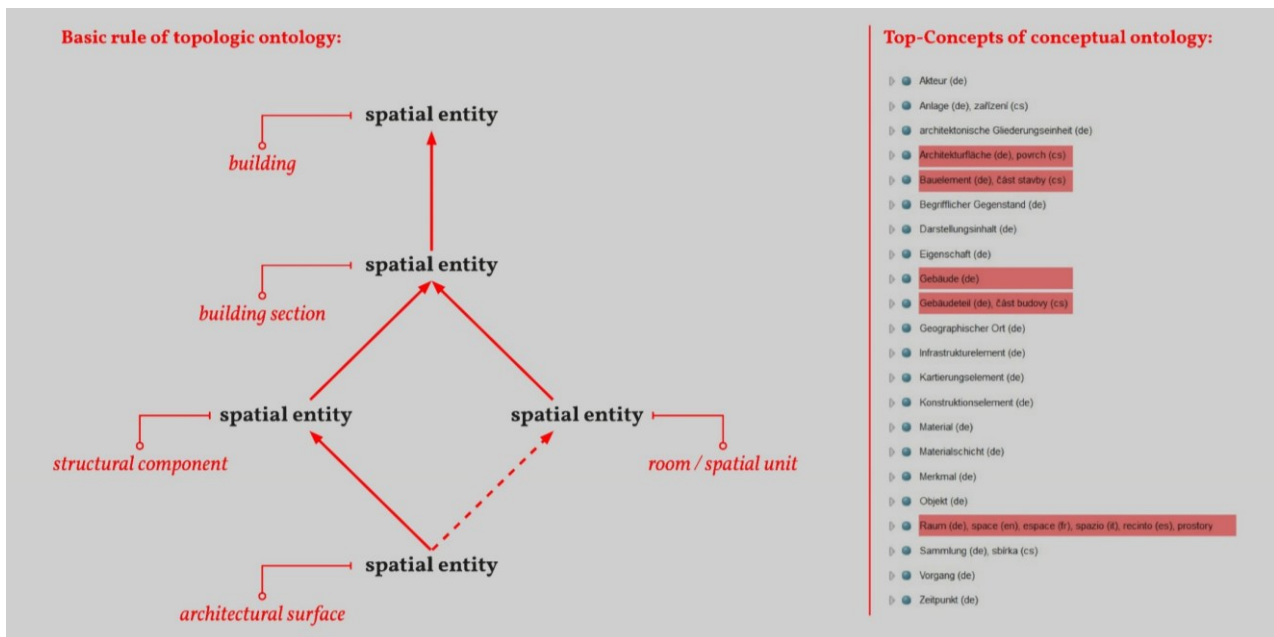 Basic rule of topologic ontology:
spatial entity
building
spatial entity
building section
spatial entity
spatial entity
structural component
room / spatial unit
spatial entity
architectural surface
Top-Concepts of conceptual ontology:
Akteur (de)
Anlage (de), zařízení (cs)
architektonische Gliederungseinheit (de)
Architekturfläche (de), povrch (cs)
Bauelement (de), část stavby (cs)
Begrifflicher Gegenstand (de)
Darstellungsinhalt (de)
Eigenschaft (de)
Gebäude (de)
Gebäudeteil (de), část budovy (cs)
Geographischer Ort (de)
Infrastrukturelement (de)
Kartierungselement (de)
Konstruktionselement (de)
Material (de)
Materialschicht (de)
Merkmal (de)
Objekt (de)
Raum (de), space (en), espace (fr), spazio (it), recinto (es), prostory
Sammlung (de), sbírka (cs)
Vorgang (de)
Zeitpunkt (de)